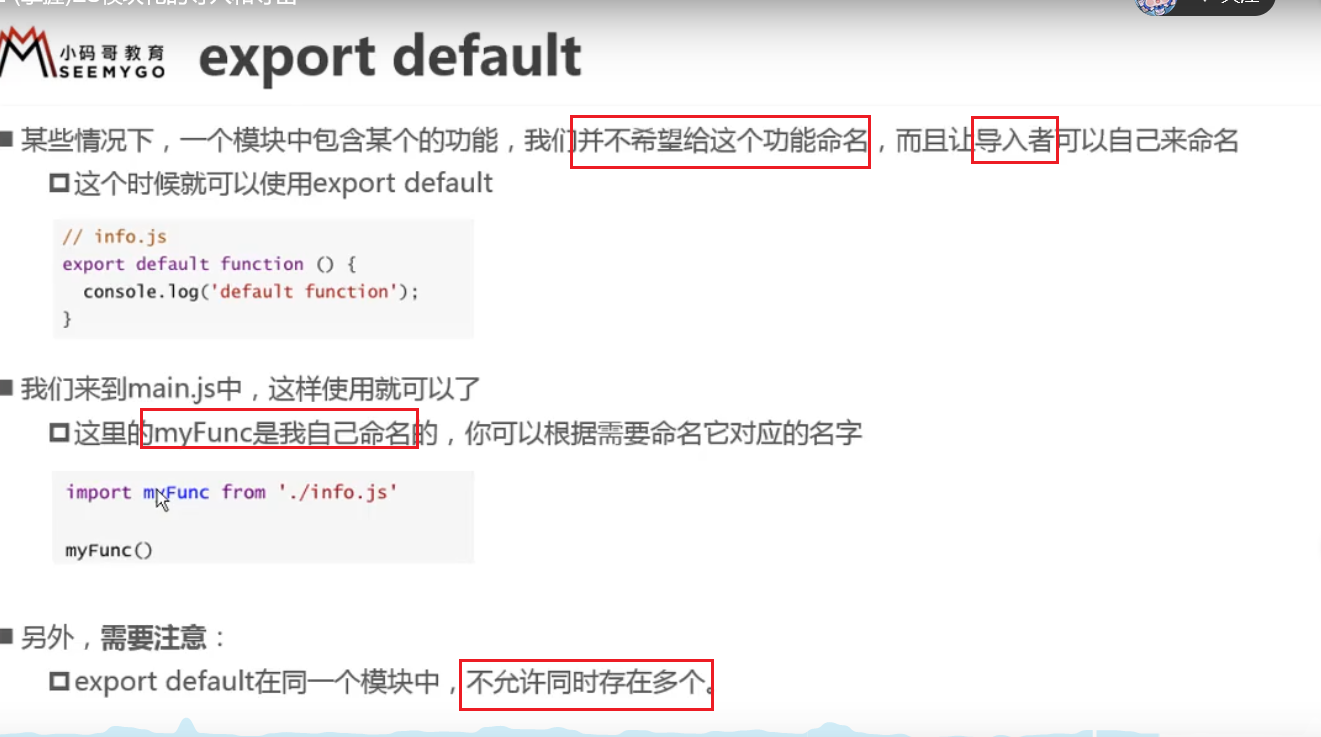 小码哥教育
SEEMYGO
export default
某些情况下，一个模块中包含某个的功能，我们并不希望给这个功能命名，而且让导入者可以自己来命名
这个时候就可以使用export default
// info.js
export default function () {
console.log('default function');
}
我们来到main.js中，这样使用就可以了
这里的myFunc是我自己命名的，你可以根据需要命名它对应的名字
import myFunc from './info.js'
myFunc()
另外，需要注意：
export default在同一个模块中，不允许同时存在多个。